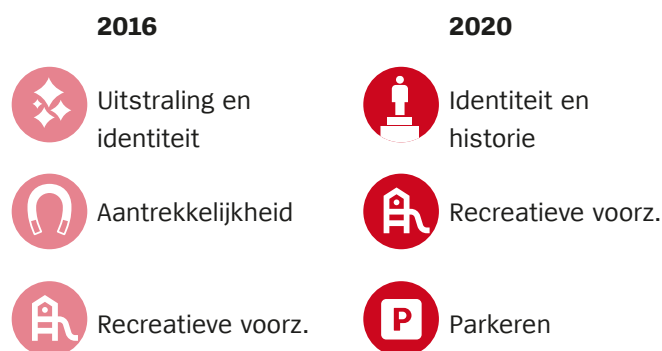 2016
Uitstraling en
identiteit
Aantrekkelijkheid
Recreatieve voorz.
2020
Identiteit en
historie
Recreatieve voorz.
P
Parkeren